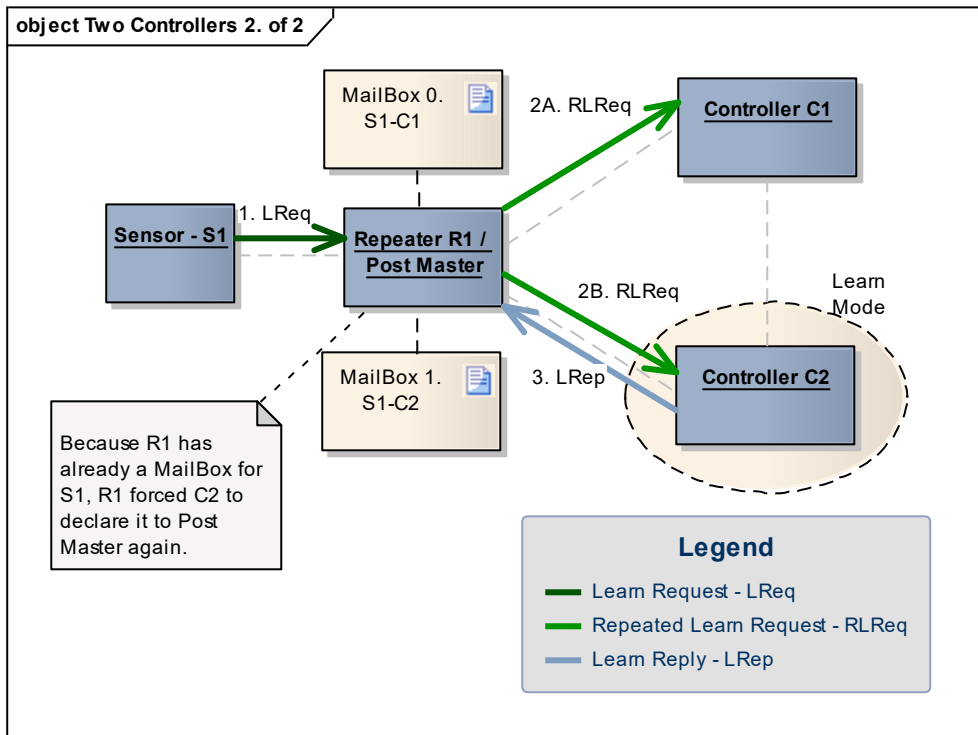 object Two Controllers 2. of 2
MailBox 0.
S1-C1
2A. RLReq
Controller C1
1. LReq
Sensor - S1
Repeater R1 /
Post Master
2B. RLReq
Learn
Mode
MailBox 1.
S1-C2
3. LRep
Controller C2
Because R1 has
already a MailBox for
S1, R1 forced C2 to
declare it to Post
Master again.
Legend
Learn Request - LReq
Repeated Learn Request - RLReq
Learn Reply - LRep